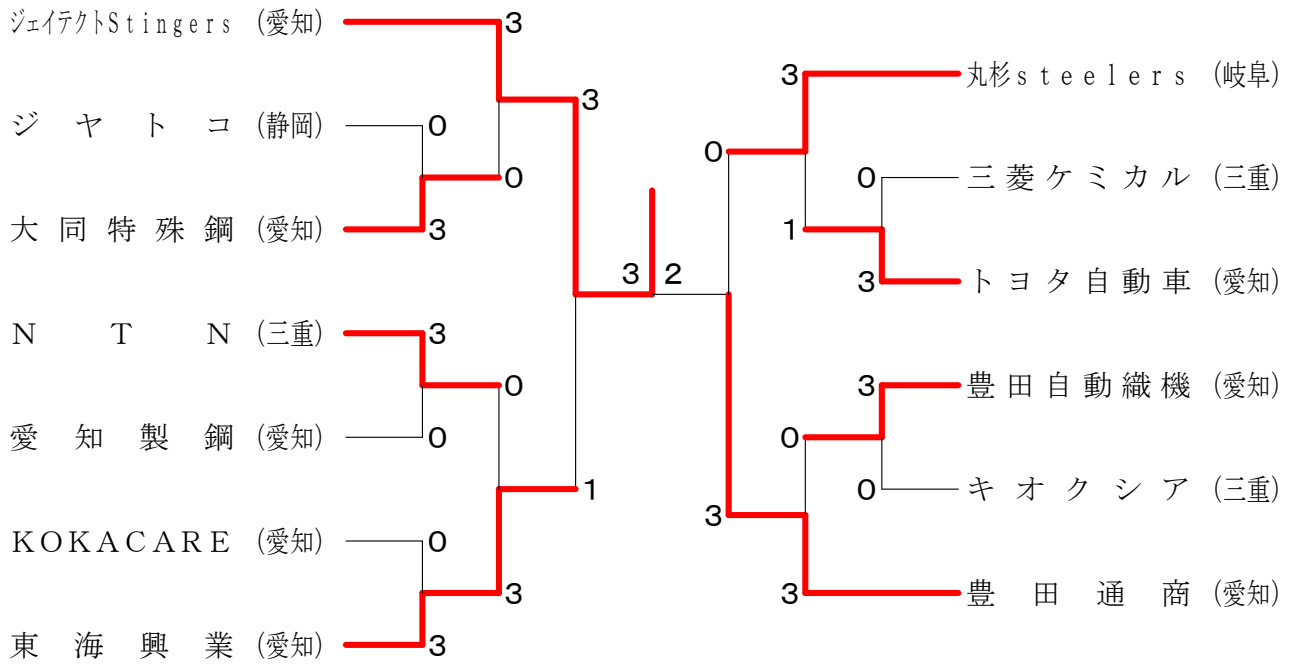 ジェイテクトStingers (愛知)
ジヤトコ (静岡)
大同特殊鋼 (愛知)
NTN (三重)
愛知製鋼 (愛知)
KOKACARE (愛知)
東海興業 (愛知)
3
0
3
3
0
0
3
3
0
0
3
3
1
3 2
0
3
3
1
0
3
0
3
3
0
丸杉steelers (岐阜)
三菱ケミカル (三重)
トヨタ自動車 (愛知)
豊田自動織機 (愛知)
キオクシア (三重)
豊田通商 (愛知)